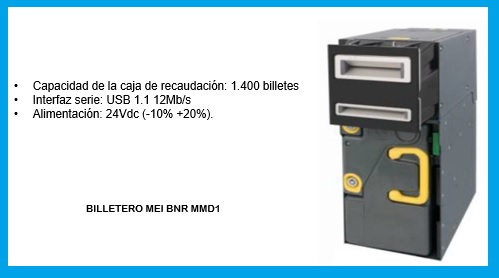 • Capacidad de la caja de recaudación: 1.400 billetes
• Interfaz serie: USB 1.1 12Mb/s
• Alimentación: 24Vdc (-10% +20%).
BILLETERO MEI BNR MMD1